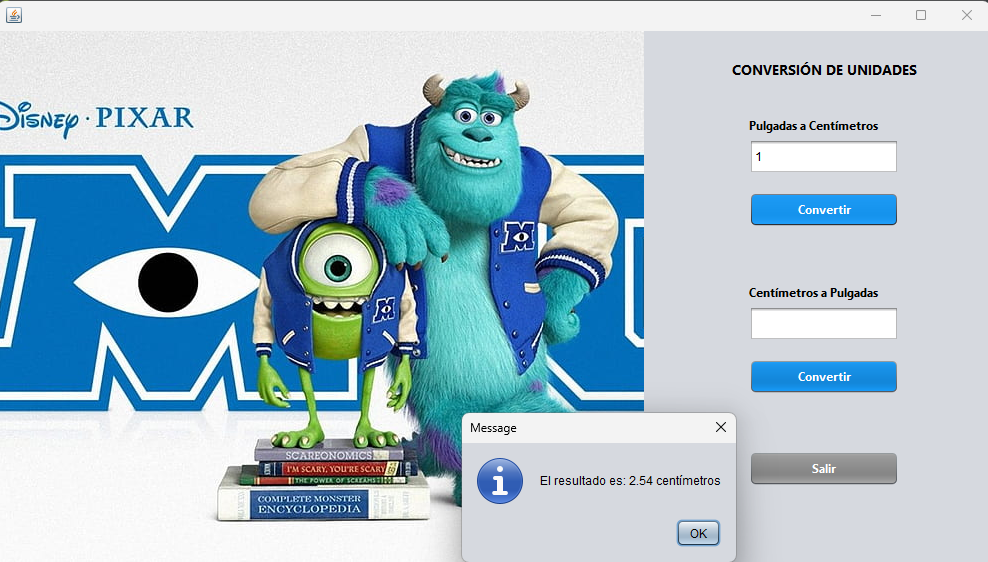 CONVERSIÓN DE UNIDADES
Disney · PIXAR
Pulgadas a Centímetros
1
Convertir
M
Centímetros a Pulgadas
Convertir
Message
El resultado es: 2.54 centímetros
OK
Salir
SCAREONOMICS
I'M SCARY, YOU'RE SCARY
THE POWER OF SCREAMS
COMPLETE MONSTER
ENCYCLOPEDIA